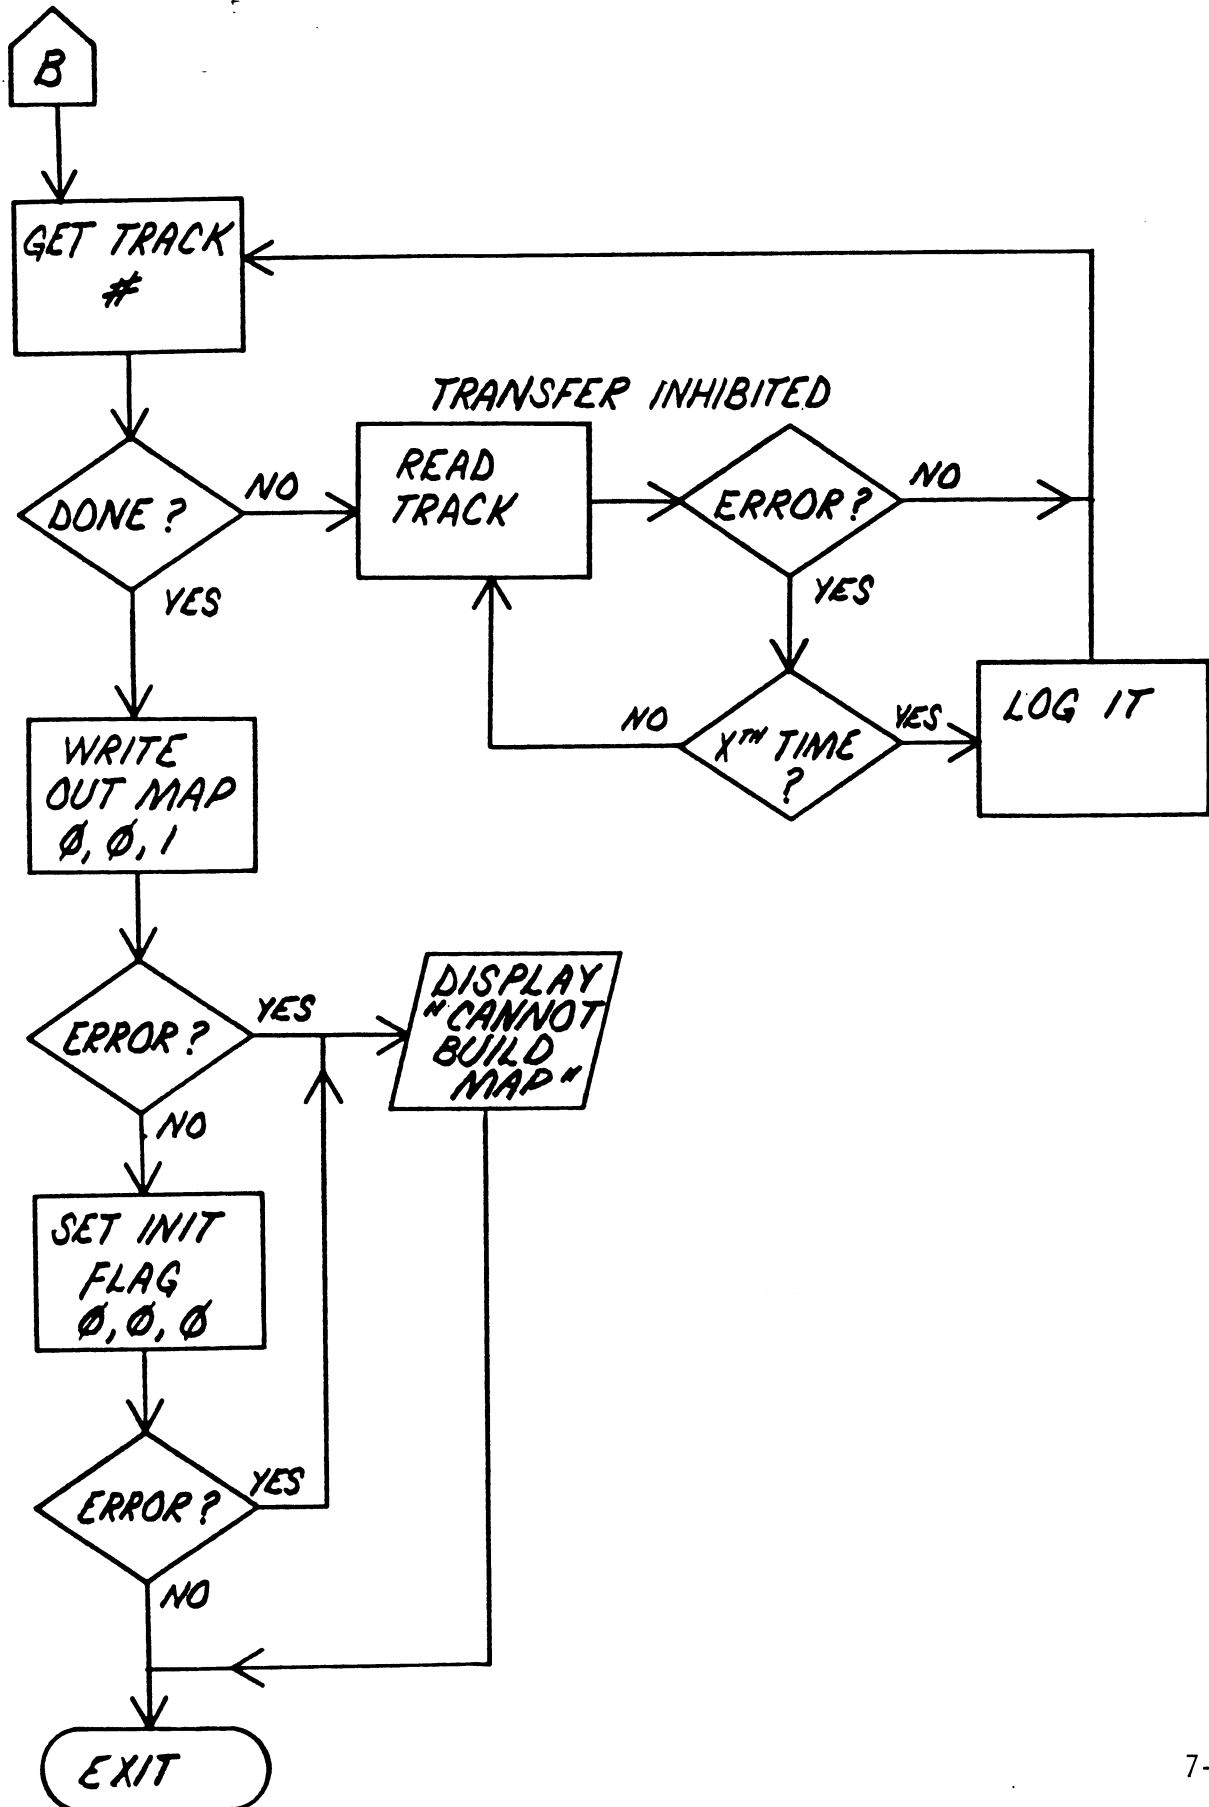 B
GET TRACK
#
TRANSFER INHIBITED
DONE?
NO
READ
TRACK
ERROR?
NO
YES
YES
NO
XTH TIME
?
YES
LOG IT
WRITE
OUT MAP
Ø, Ø, 1
ERROR?
YES
DISPLAY
"CANNOT
BUILD
MAP"
NO
SET INIT
FLAG
Ø, Ø, Ø
ERROR?
YES
NO
EXIT
7-